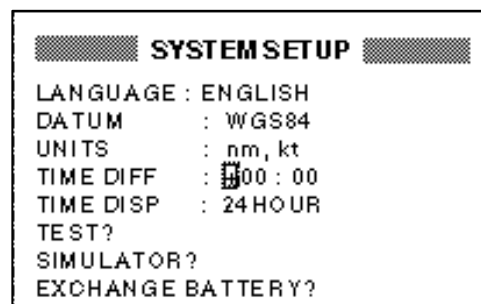 SYSTEM SETUP
LANGUAGE : ENGLISH
DATUM : WGS84
UNITS : nm, kt
TIME DIFF : +00 : 00
TIME DISP : 24HOUR
TEST?
SIMULATOR?
EXCHANGE BATTERY?